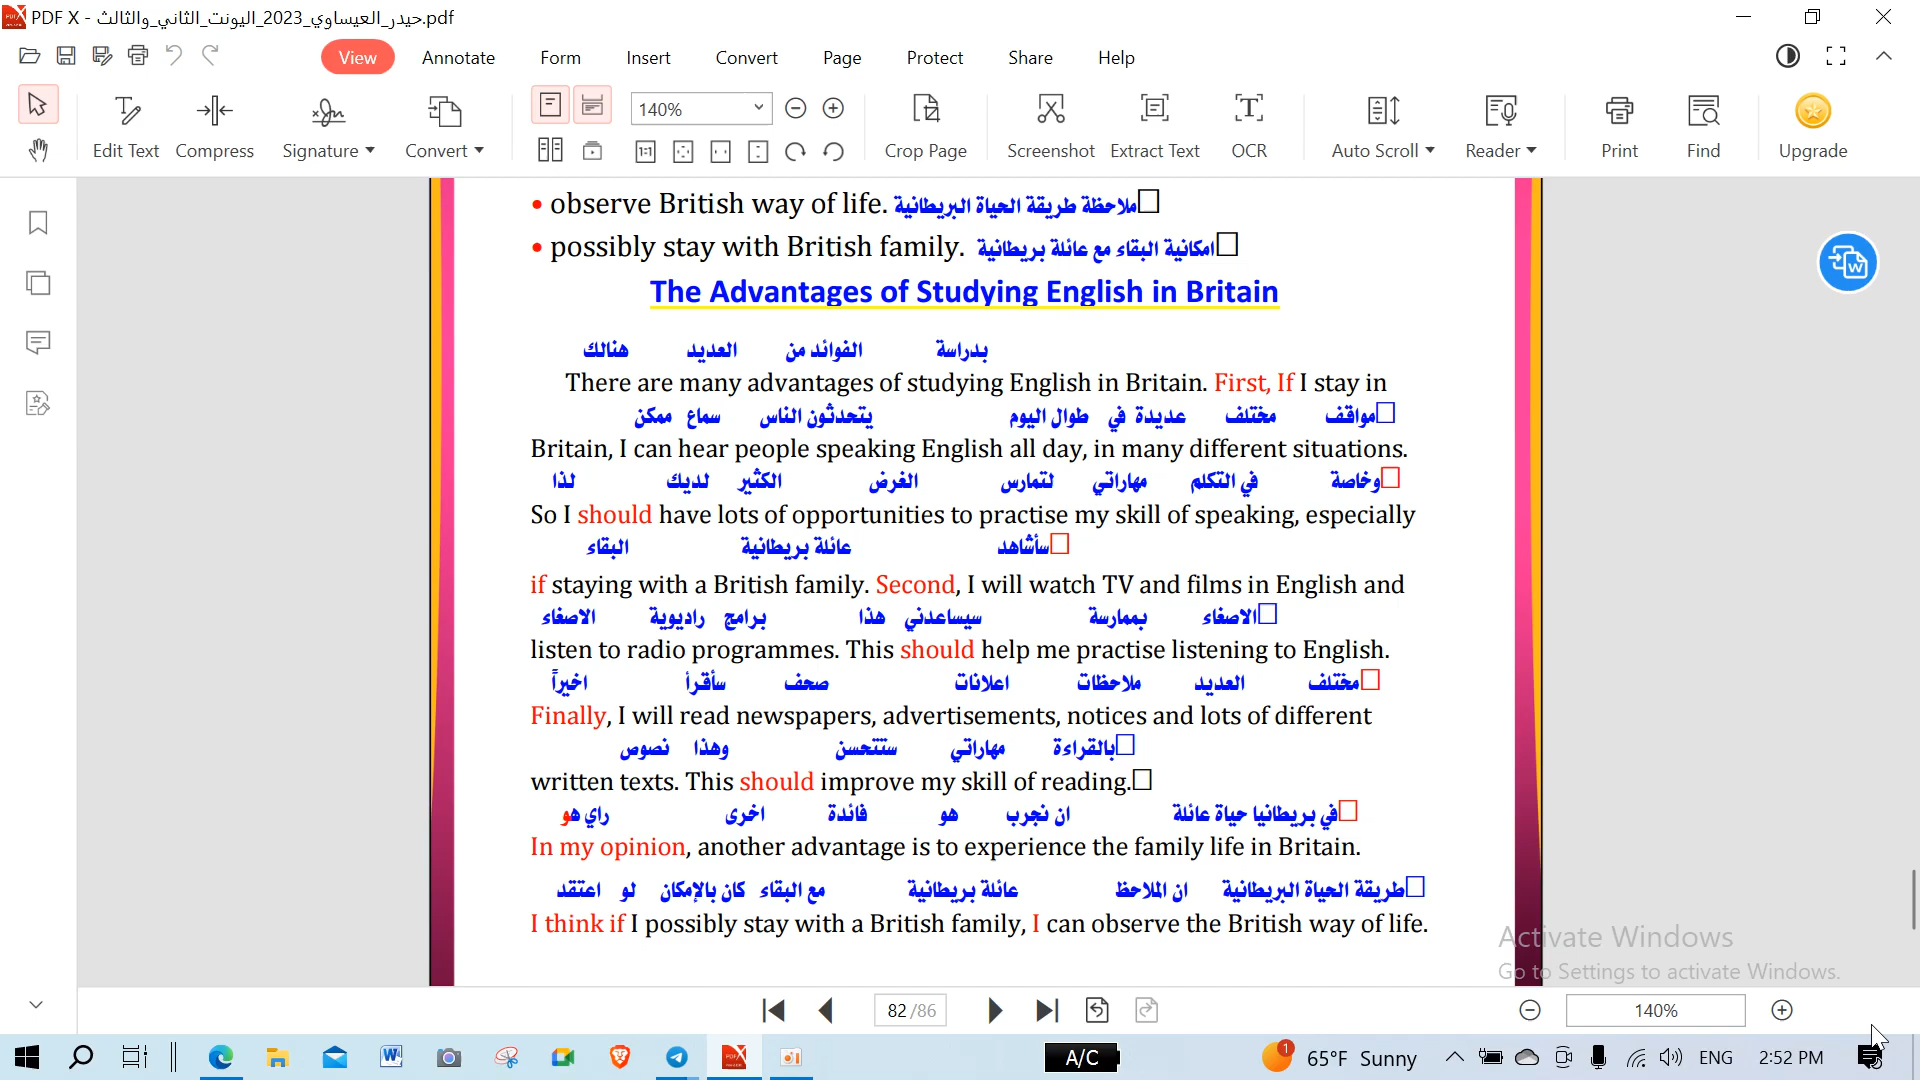 PDF X - حيدر_العيساوي_2023_اليونت_الثاني_والثالث.pdf
View Annotate Form Insert Convert Page Protect Share Help
140%
Edit Text Compress Signature Convert Crop Page Screenshot Extract Text OCR Auto Scroll Reader Print Find Upgrade
• observe British way of life. ملاحظة طريقة الحياة البريطانية
• possibly stay with British family. امكانية البقاء مع عائلة بريطانية
The Advantages of Studying English in Britain
هنالك العديد الفوائد من بدراسة
There are many advantages of studying English in Britain. First, If I stay in
ممكن سماع يتحدثون الناس طوال اليوم في عديدة مختلف مواقف
Britain, I can hear people speaking English all day, in many different situations.
لذا لديك الكثير الغرض لتمارس مهاراتي في التكلم وخاصة
So I should have lots of opportunities to practise my skill of speaking, especially
البقاء عائلة بريطانية سأشاهد
if staying with a British family. Second, I will watch TV and films in English and
الاصغاء راديوية برامج هذا سيساعدني بممارسة الاصغاء
listen to radio programmes. This should help me practise listening to English.
اخيراً سأقرأ صحف اعلانات ملاحظات العديد مختلف
Finally, I will read newspapers, advertisements, notices and lots of different
نصوص وهذا ستتحسن مهاراتي بالقراءة
written texts. This should improve my skill of reading.
راي هو اخرى فائدة هو ان نجرب في بريطانيا حياة عائلة
In my opinion, another advantage is to experience the family life in Britain.
اعتقد لو كان بالإمكان مع البقاء عائلة بريطانية ان الملاحظ طريقة الحياة البريطانية
I think if I possibly stay with a British family, I can observe the British way of life.
Activate Windows
Go to Settings to activate Windows.
82 /86
140%
A/C
1
65°F Sunny
ENG
2:52 PM